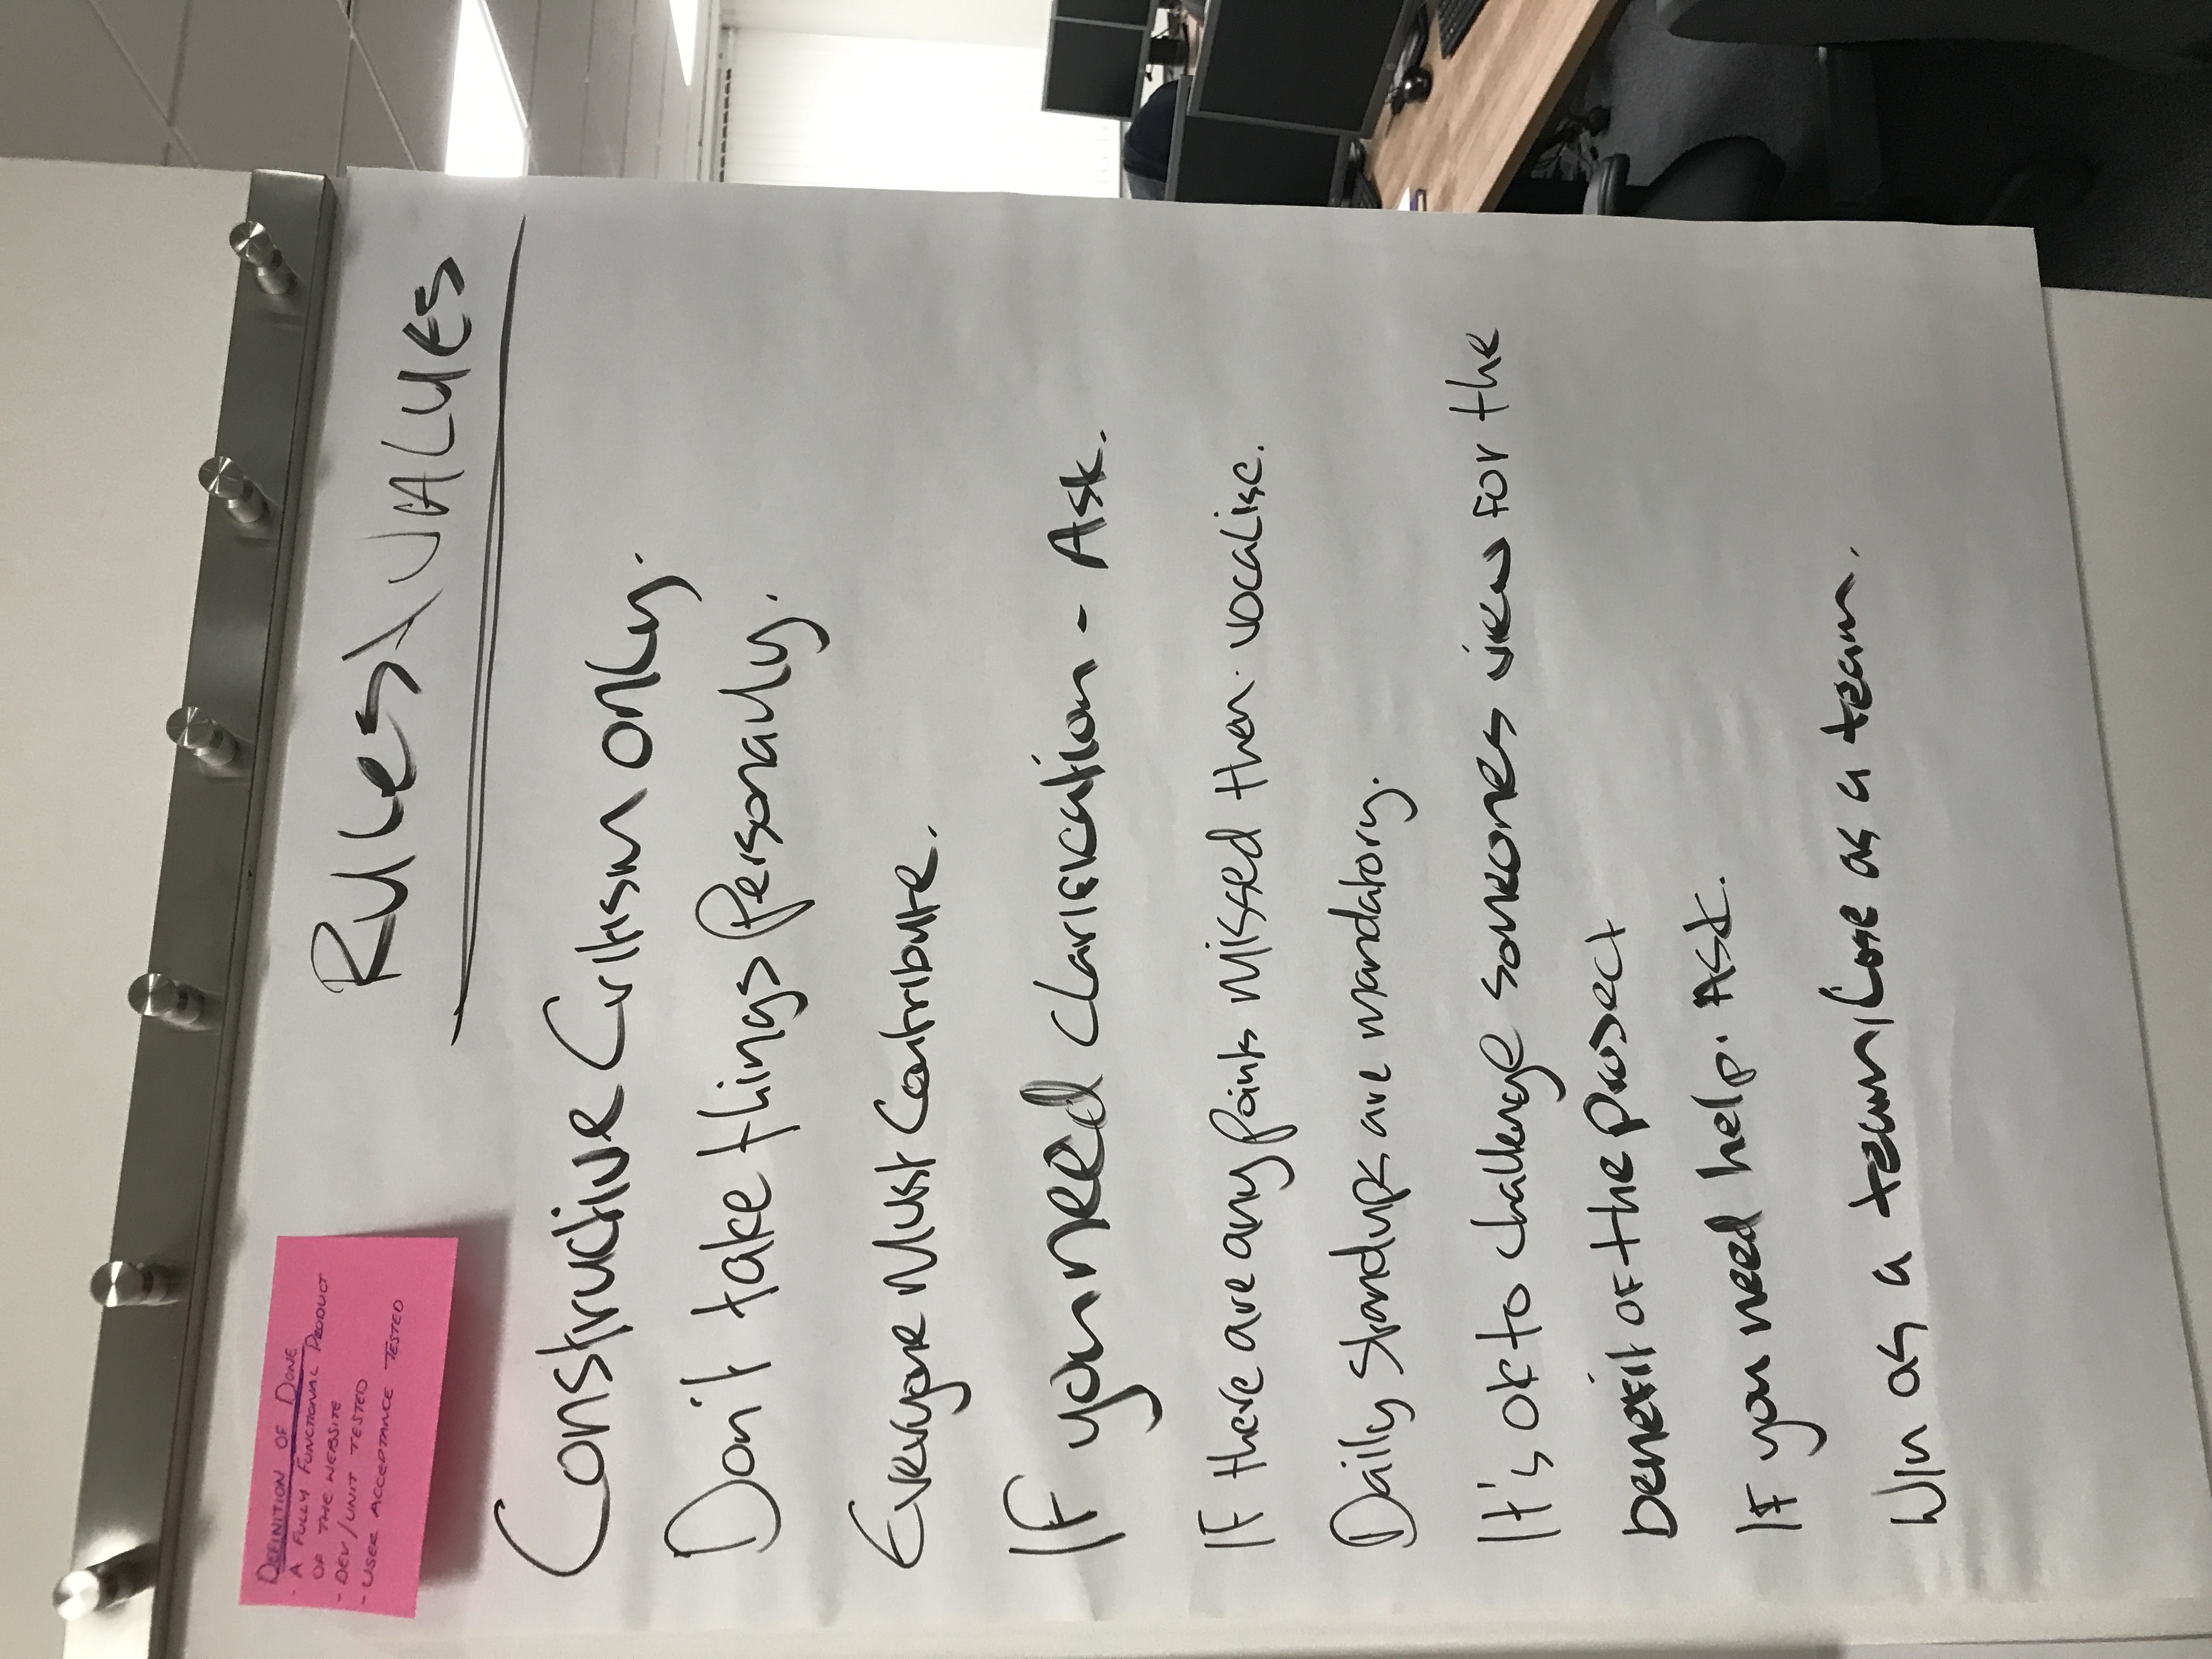 DEFINITION OF DONE
- A FULLY FUNCTIONAL PRODUCT
OF THE WEBSITE
- DEV/UNIT TESTED
- USER ACCEPTANCE TESTED
RULES\VALUES
Constructive Critism only.
Don't take things Personally.
Everyone Must Contribute.
IF you need clarification - Ask.
IF there are any points missed then vocalise.
Daily Standups are mandatory.
It's ok to challenge someones view for the
benefit of the project
IF you need help. Ask.
Win as a team, Lose as a team.